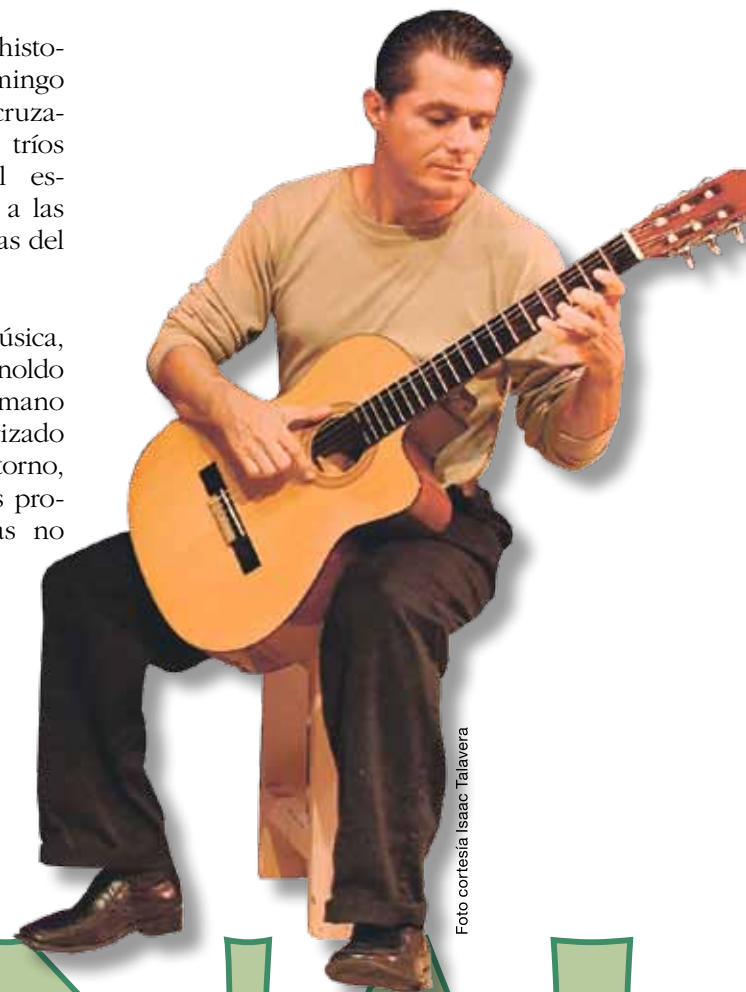 histo-
mingo
cruza-
tríos
l es-
a las
as del
úsica,
noldo
mano
izado
torno,
s pro-
as no
Foto cortesía Isaac Talavera